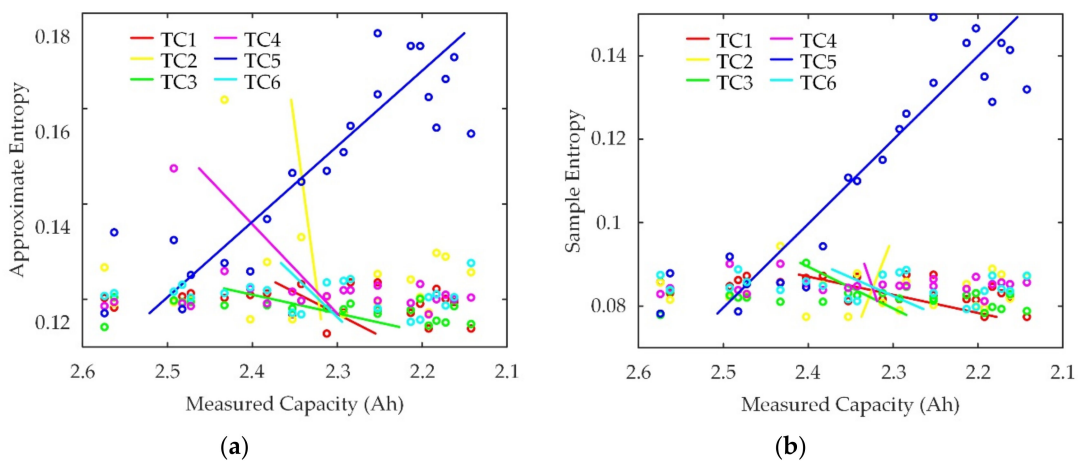 0.18
0.16
0.14
0.12
Approximate Entropy
TC1
TC2
TC3
TC4
TC5
TC6
2.6
2.5
2.4
2.3
2.2
2.1
Measured Capacity (Ah)
(a)
0.14
0.12
0.1
0.08
Sample Entropy
TC1
TC2
TC3
TC4
TC5
TC6
2.6
2.5
2.4
2.3
2.2
2.1
Measured Capacity (Ah)
(b)